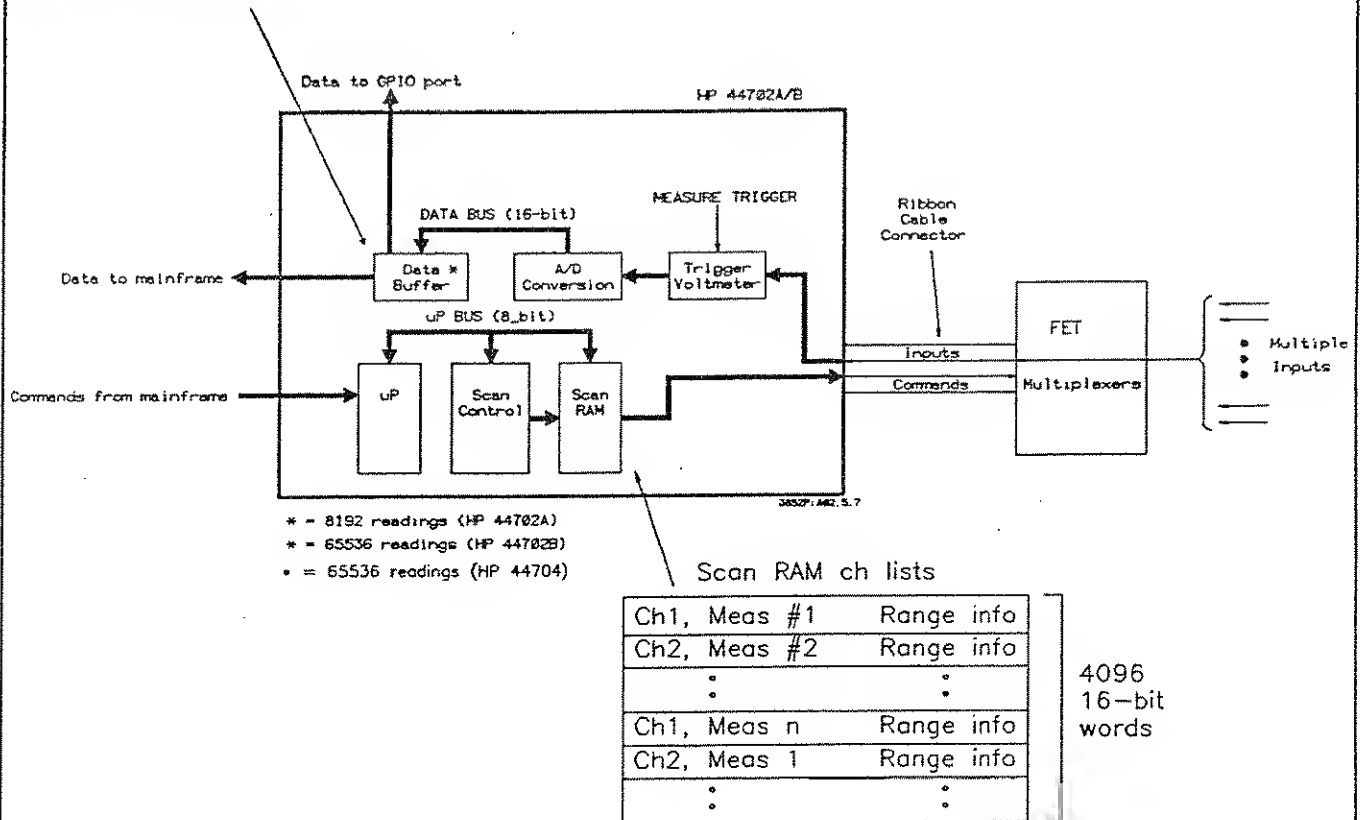 Data to GPIO port
HP 44702A/B
MEASURE TRIGGER
DATA BUS (16-bit)
Ribbon
Cable
Connector
Data to mainframe
Data *
Buffer
A/D
Conversion
Trigger
Voltmeter
FET
Multiplexers
Inputs
Commands
Multiple
Inputs
uP BUS (8_bit)
Commands from mainframe
uP
Scan
Control
Scan
RAM
3852P:A02.5.7
* = 8192 readings (HP 44702A)
* = 65536 readings (HP 44702B)
• = 65536 readings (HP 44704)
Scan RAM ch lists
Ch1, Meas #1 Range info
Ch2, Meas #2 Range info
Ch1, Meas n Range info
Ch2, Meas 1 Range info
4096
16-bit
words